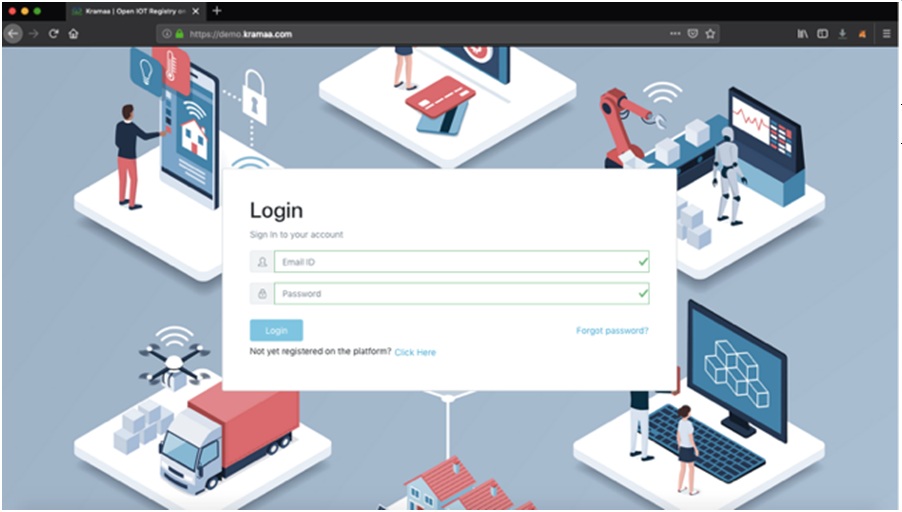 Kramaa | Open IOT Registry on
https://demo.kramaa.com
Login
Sign In to your account
Email ID
Password
Login
Forgot password?
Not yet registered on the platform? Click Here